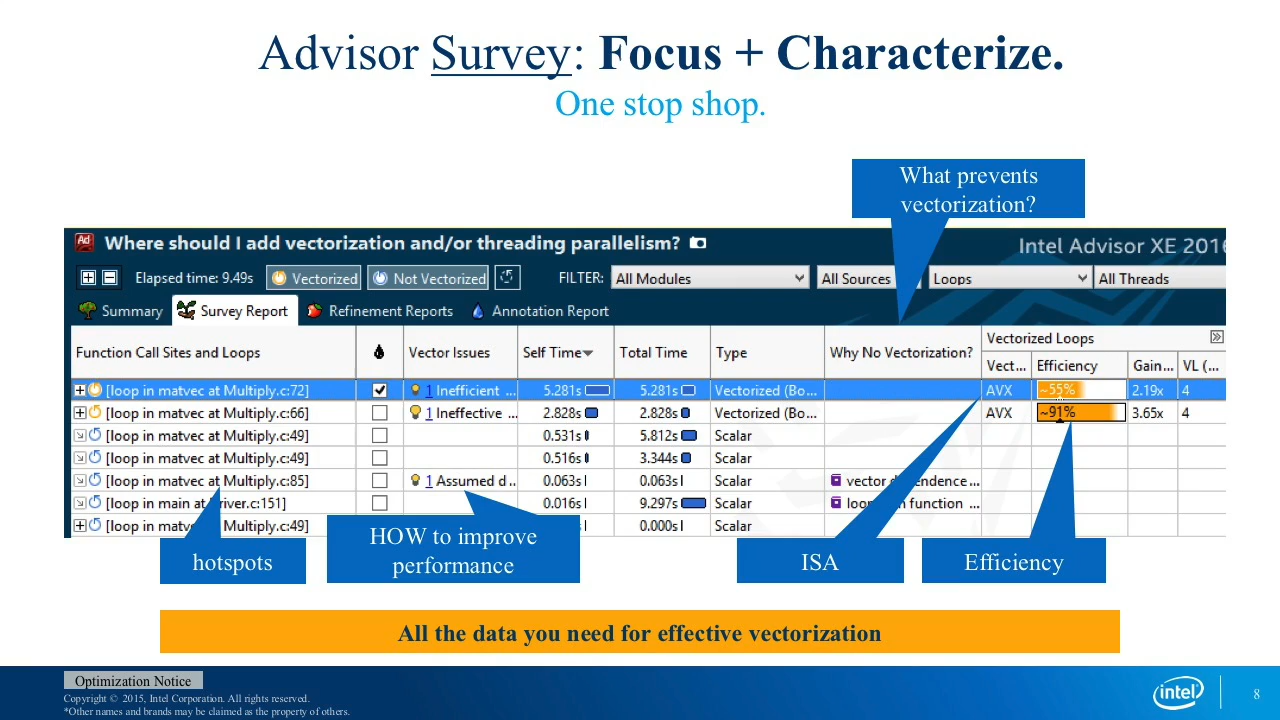 Advisor Survey: Focus + Characterize.
One stop shop.
What prevents
vectorization?
Where should I add vectorization and/or threading parallelism?
Intel Advisor XE 2016
Elapsed time: 9.49s Vectorized Not Vectorized FILTER: All Modules All Sources Loops All Threads
Summary Survey Report Refinement Reports Annotation Report
Function Call Sites and Loops Vector Issues Self Time Total Time Type Why No Vectorization? Vectorized Loops
Vect... Efficiency Gain... VL (...
[loop in matvec at Multiply.c:72] 1 Inefficient ... 5.281s 5.281s Vectorized (Bo... AVX ~55% 2.19x 4
[loop in matvec at Multiply.c:66] 1 Ineffective ... 2.828s 2.828s Vectorized (Bo... AVX ~91% 3.65x 4
[loop in matvec at Multiply.c:49] 0.531s 5.812s Scalar
[loop in matvec at Multiply.c:49] 0.516s 3.344s Scalar
[loop in matvec at Multiply.c:85] 1 Assumed d... 0.063s 0.063s Scalar vector dependence...
[loop in main at .151] 0.016s 9.297s Scalar function ...
[loop in at Multiply.c:49] 0.000s Scalar
hotspots
HOW to improve
performance
ISA
Efficiency
All the data you need for effective vectorization
Optimization Notice
Copyright © 2015, Intel Corporation. All rights reserved.
*Other names and brands may be claimed as the property of others.
intel
8